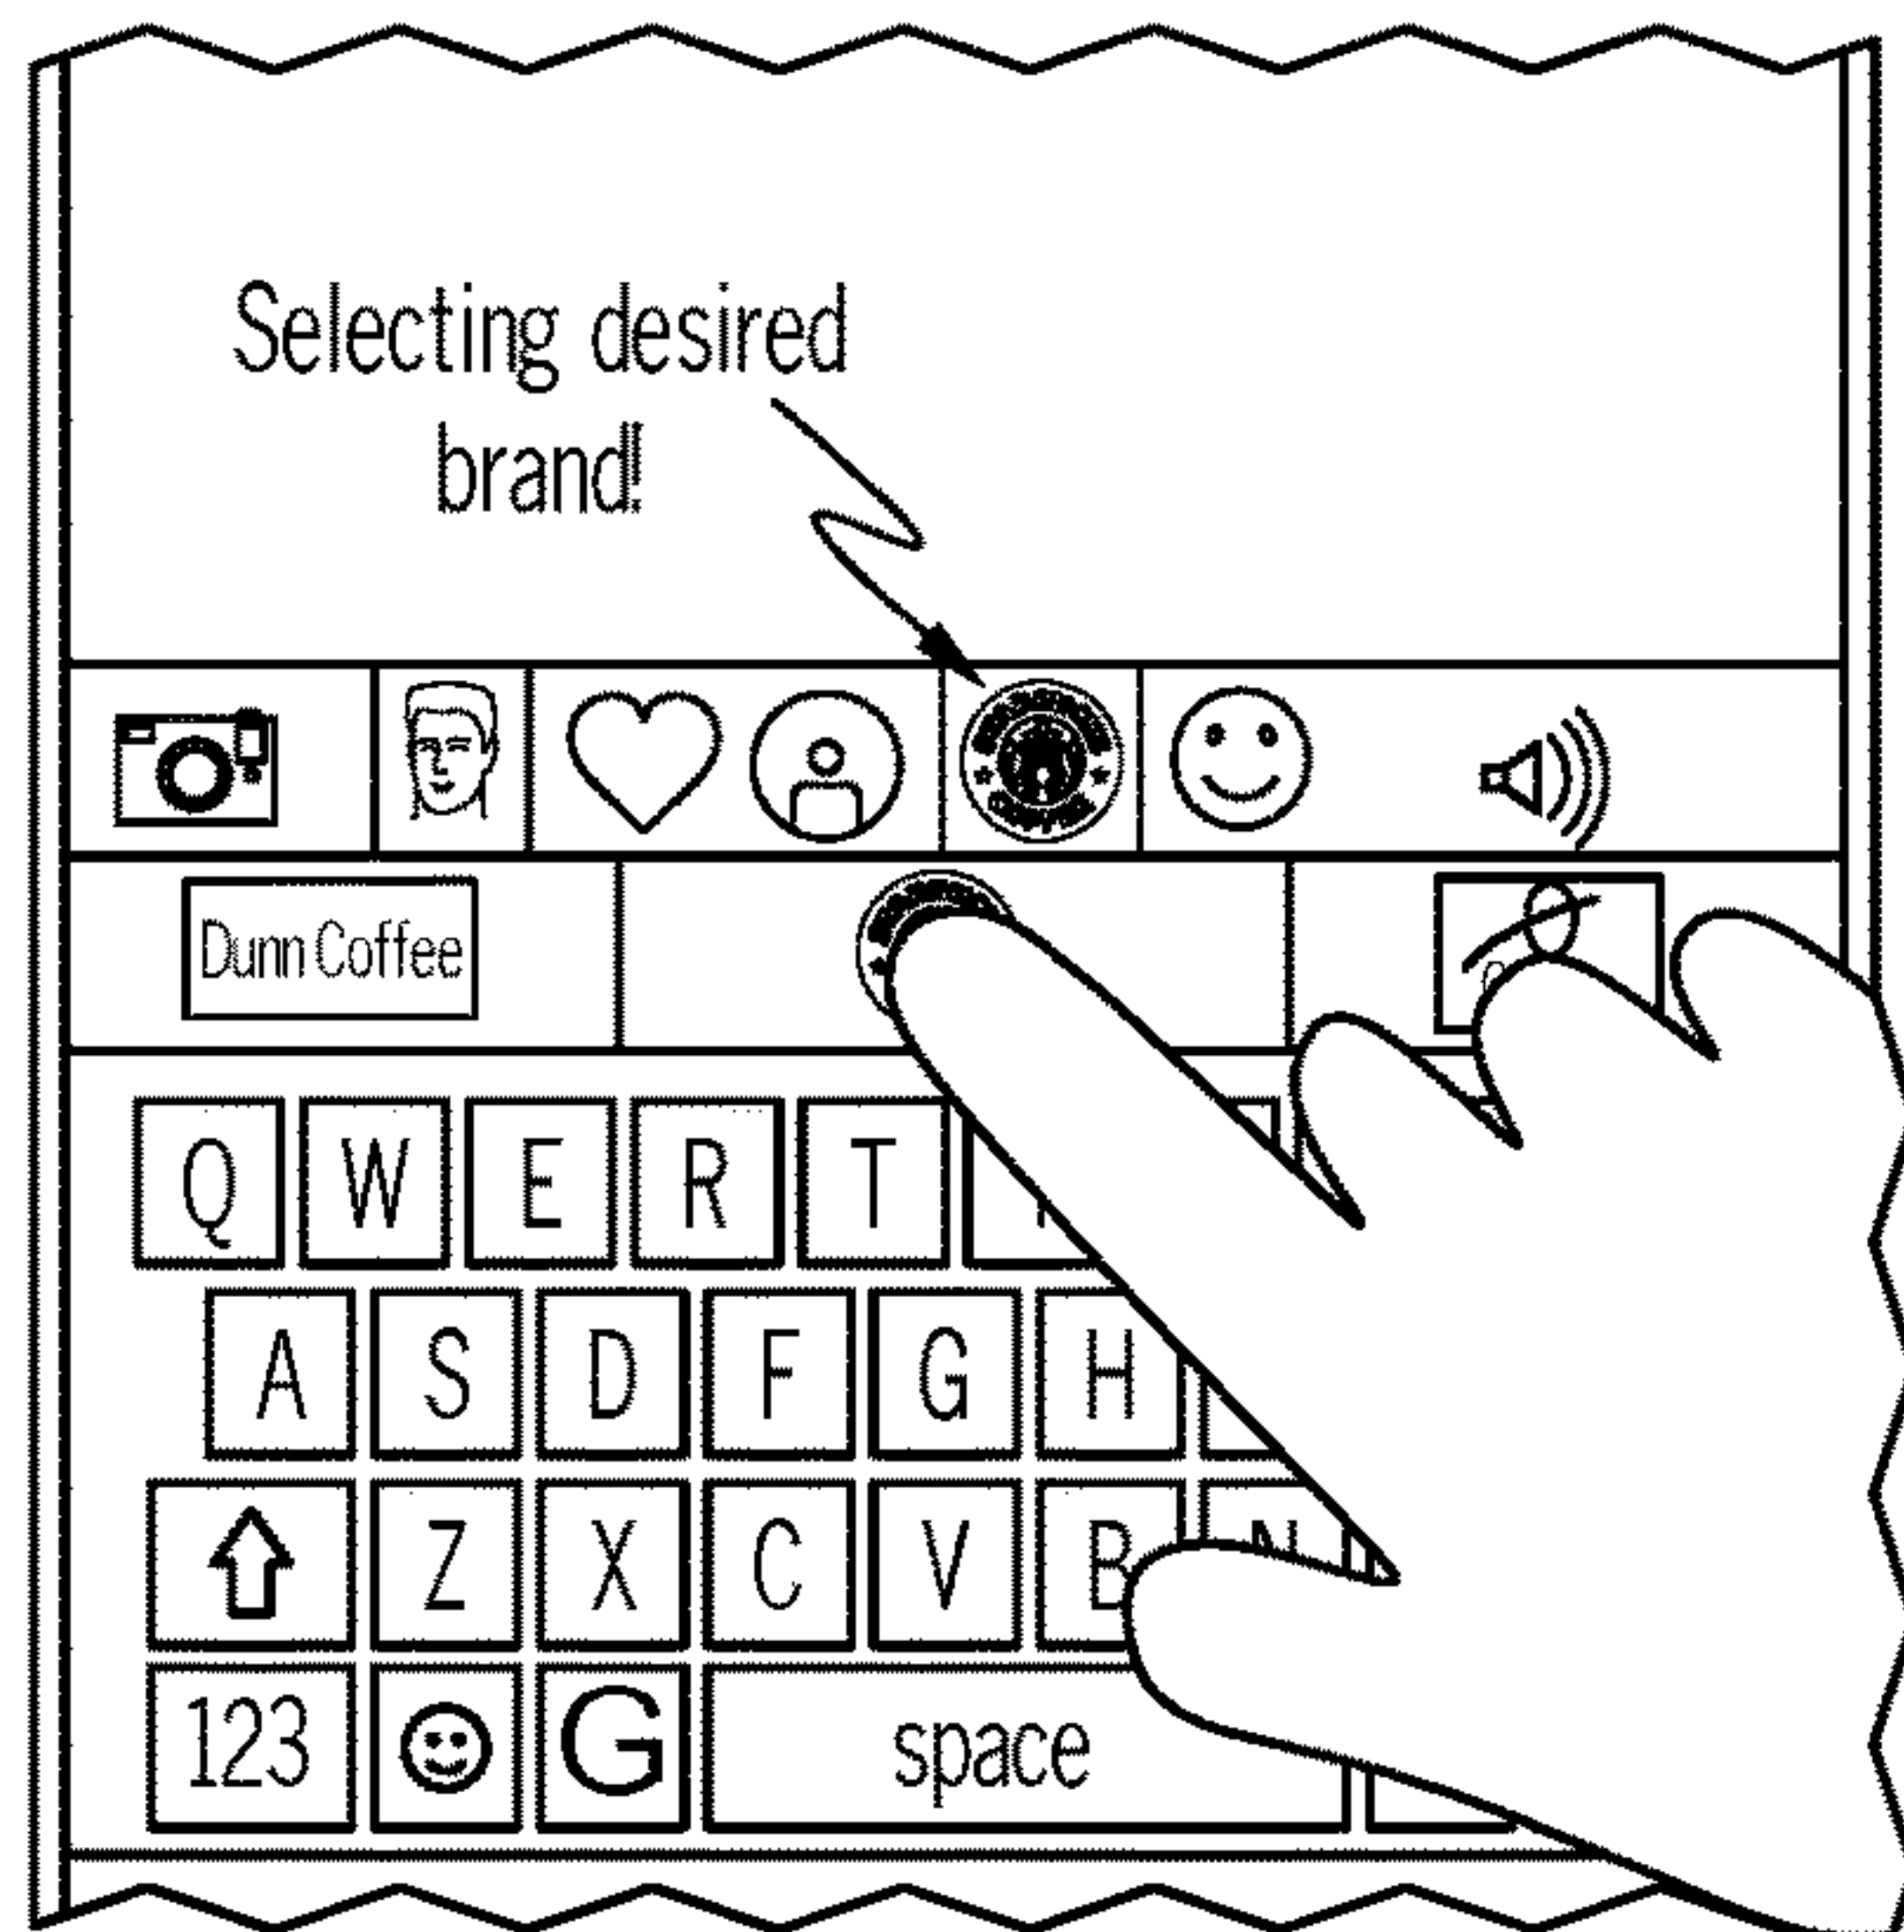 Selecting desired
brand!
Dunn Coffee
Q W E R T
A S D F G H
Z X C V B N
123 G space